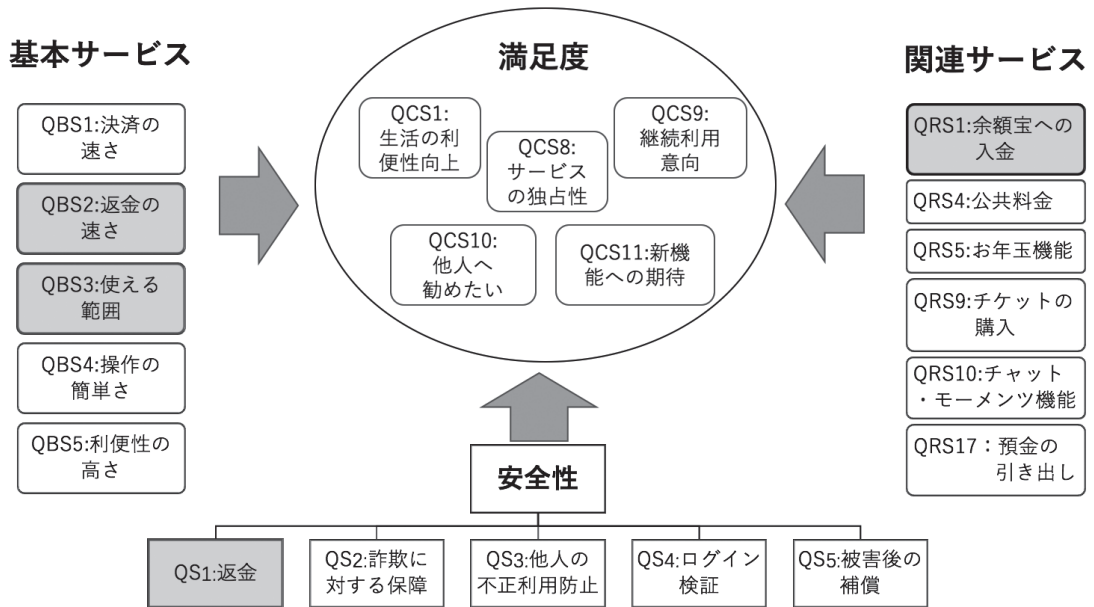 基本サービス
QBS1:決済の
速さ
QBS2:返金の
速さ
QBS3:使える
範囲
QBS4:操作の
簡単さ
QBS5:利便性の
高さ
満足度
QCS1:
生活の利
便性向上
QCS8:
サービス
の独占性
QCS9:
継続利用
意向
QCS10:
他人へ
勧めたい
QCS11:新機
能への期待
関連サービス
QRS1:余額宝への
入金
QRS4:公共料金
QRS5:お年玉機能
QRS9:チケットの
購入
QRS10:チャット
・モーメンツ機能
QRS17：預金の
引き出し
安全性
QS1:返金
QS2:詐欺に
対する保障
QS3:他人の
不正利用防止
QS4:ログイン
検証
QS5:被害後の
補償